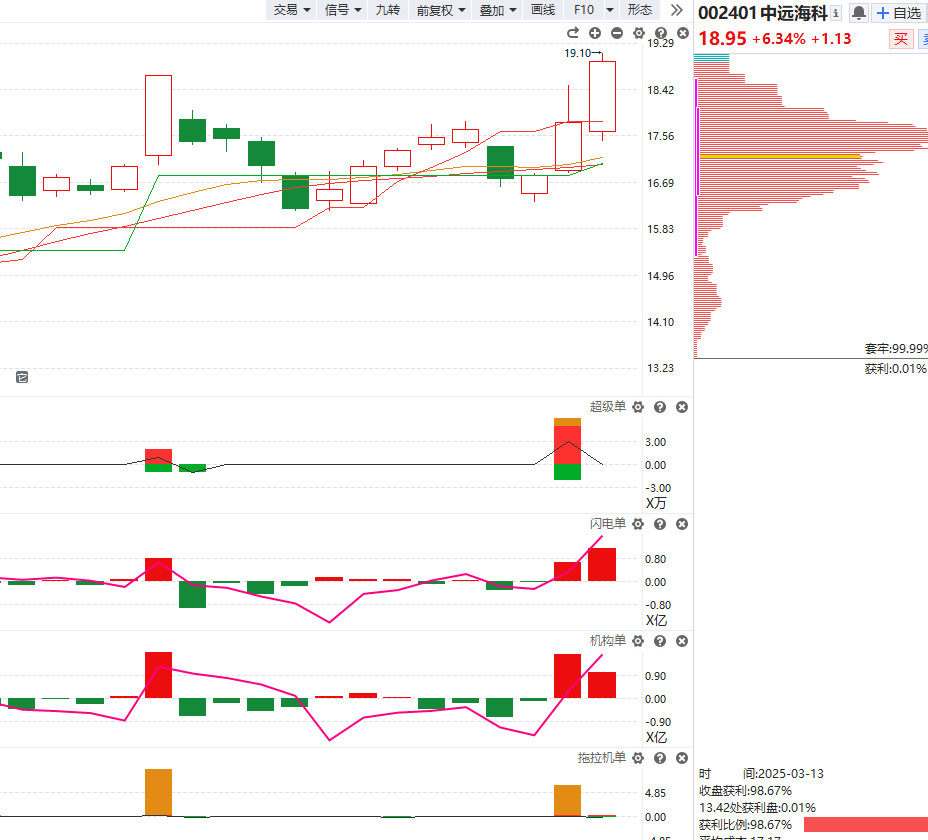 交易 信号 九转 前复权 叠加 画线 F10 形态
002401 中远海科 自选
18.95 +6.34% +1.13 买
19.29
19.10
18.42
17.56
16.69
15.83
14.96
14.10
13.23
套牢:99.99%
获利:0.01%
超级单
3.00
0.00
-3.00
X万
闪电单
0.80
0.00
-0.80
X亿
机构单
0.90
0.00
-0.90
X亿
拖拉机单
4.85
0.00
时 间:2025-03-13
收盘获利:98.67%
13.42处获利盘:0.01%
获利比例:98.67%